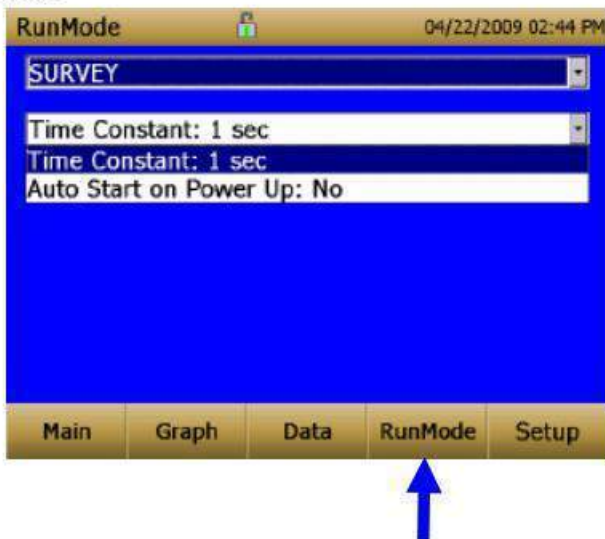 RunMode 04/22/2009 02:44 PM
SURVEY
Time Constant: 1 sec
Time Constant: 1 sec
Auto Start on Power Up: No
Main Graph Data RunMode Setup